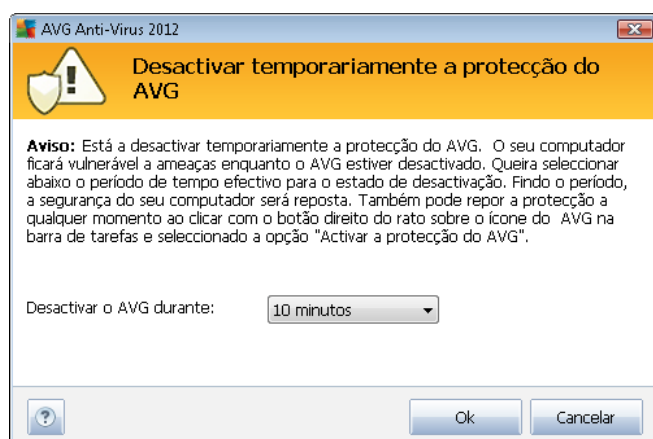 AVG Anti-Virus 2012
Desactivar temporariamente a protecção do
AVG
Aviso: Está a desactivar temporariamente a protecção do AVG. O seu computador
ficará vulnerável a ameaças enquanto o AVG estiver desactivado. Queira seleccionar
abaixo o período de tempo efectivo para o estado de desactivação. Findo o período,
a segurança do seu computador será reposta. Também pode repor a protecção a
qualquer momento ao clicar com o botão direito do rato sobre o ícone do AVG na
barra de tarefas e seleccionado a opção "Activar a protecção do AVG".
Desactivar o AVG durante: 10 minutos
? Ok Cancelar